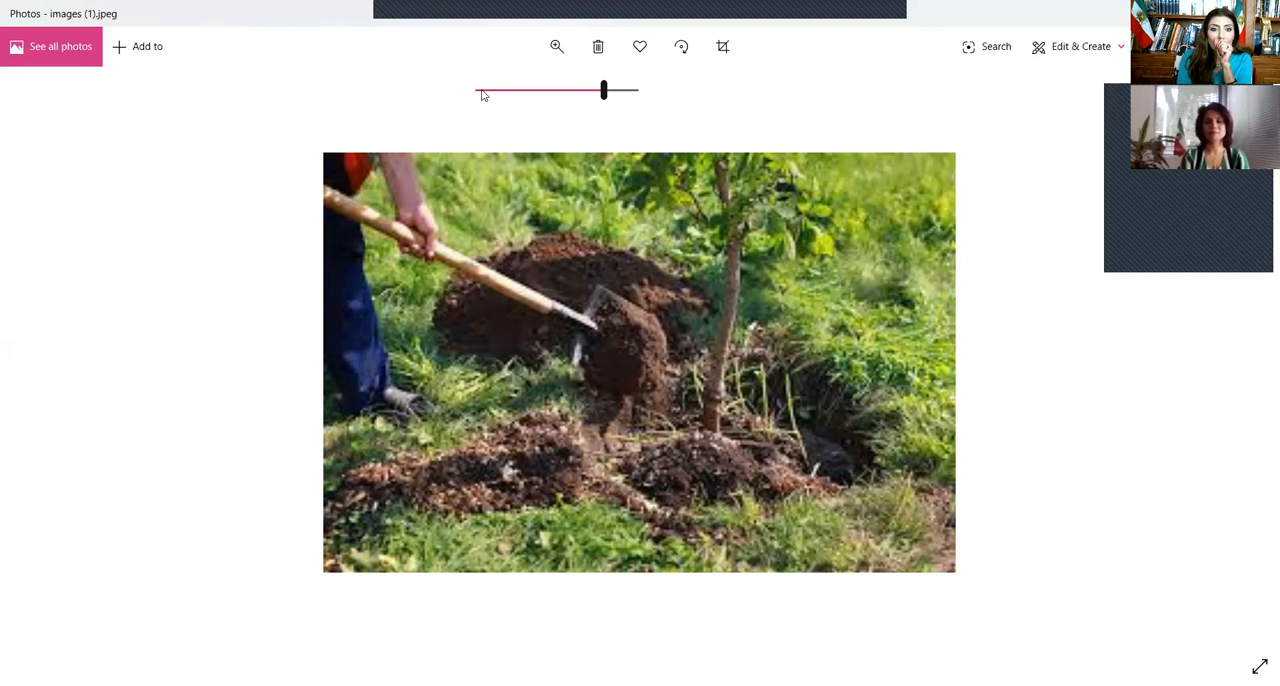 Photos - images (1).jpeg
See all photos
Add to
Search
Edit & Create